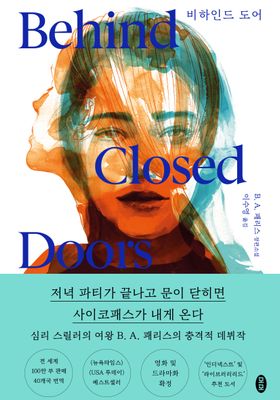 Behind
비하인드 도어
Closed
B. A. 패리스 장편소설
이수영 옮김
Doors
저녁 파티가 끝나고 문이 닫히면
사이코패스가 내게 온다
심리 스릴러의 여왕 B. A. 패리스의 충격적 데뷔작
전 세계
100만 부 판매
40개국 번역
《뉴욕타임스》
《USA 투데이》
베스트셀러
영화 및
드라마화
확정
“인디넥스트” 및
“라이브러리리드”
추천 도서
모모